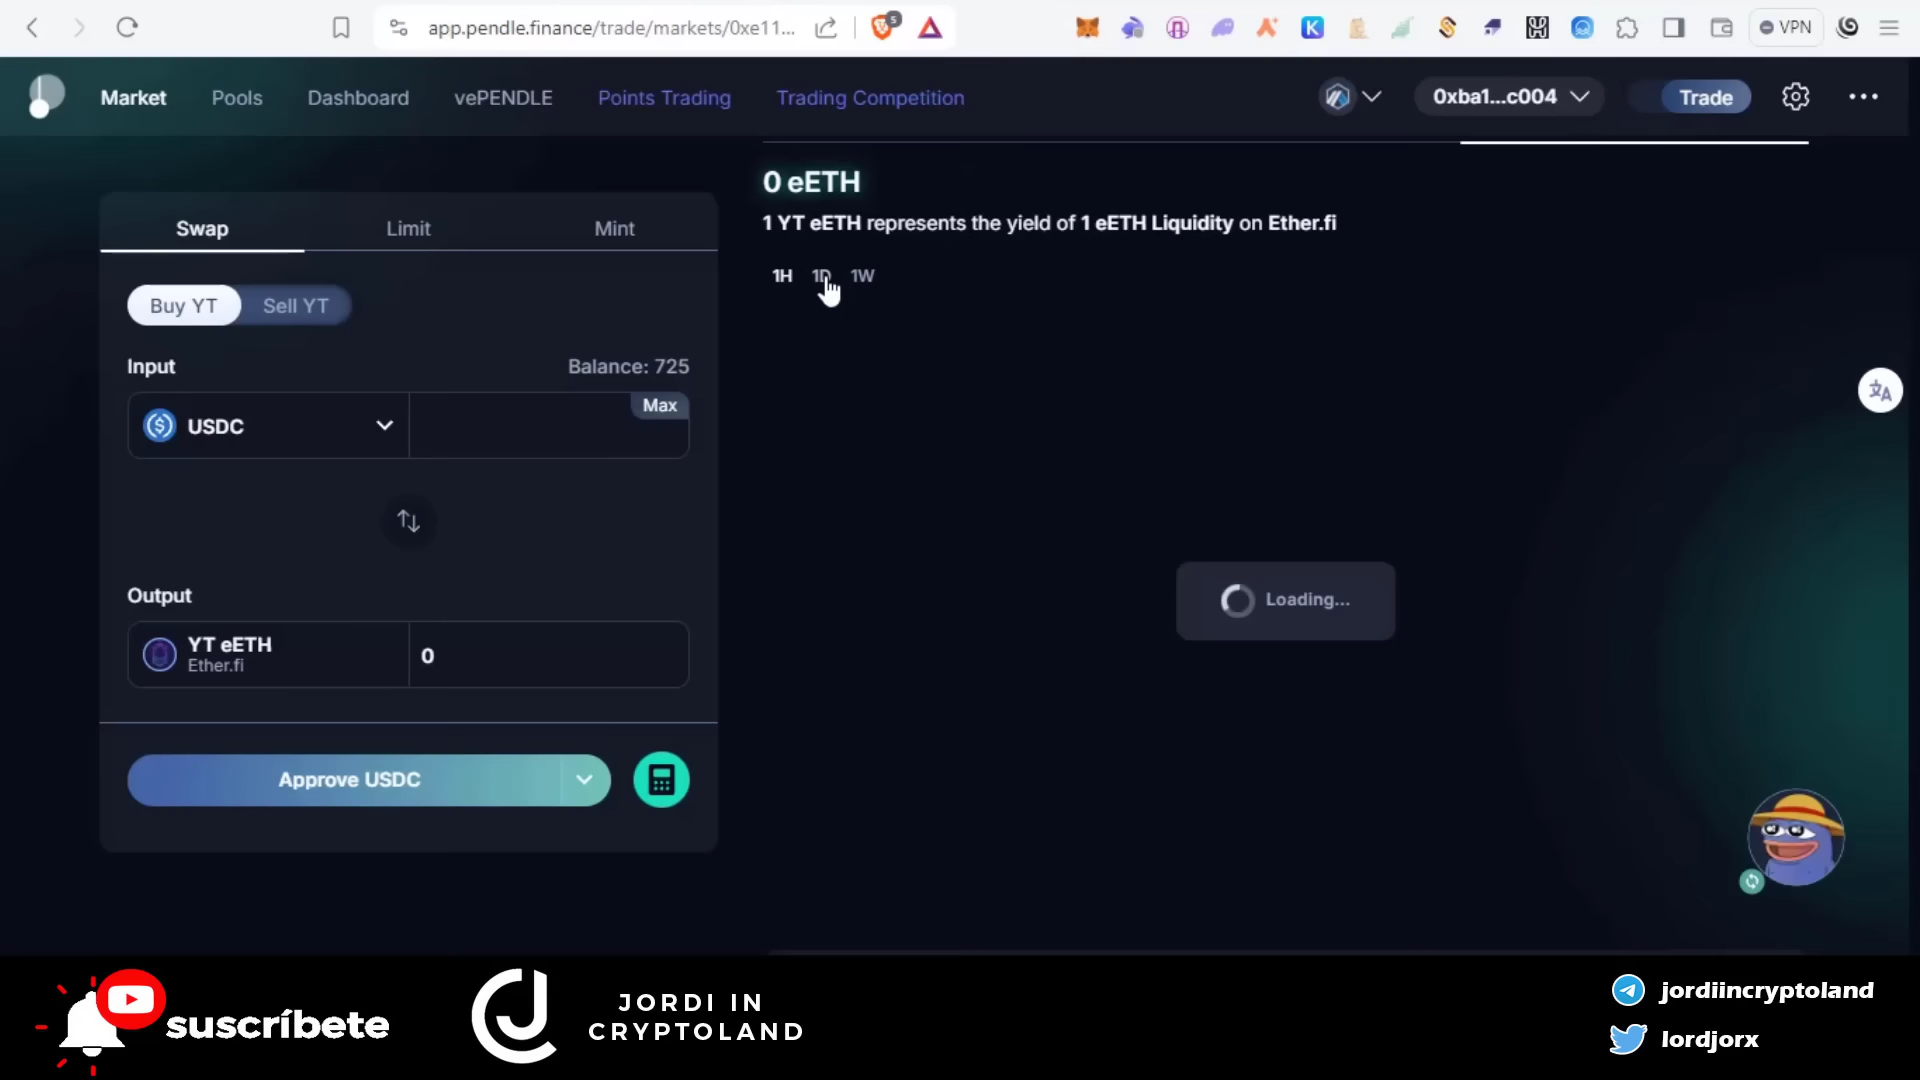 app.pendle.finance/trade/markets/0xe11...
5
VPN
Market
Pools
Dashboard
vePENDLE
Points Trading
Trading Competition
0xba1...c004
Trade
0 eETH
1 YT eETH represents the yield of 1 eETH Liquidity on Ether.fi
1H
1D
1W
Swap
Limit
Mint
Buy YT
Sell YT
Input
Balance: 725
USDC
Max
Output
YT eETH
Ether.fi
0
Approve USDC
Loading...
suscríbete
JORDI IN
CRYPTOLAND
jordiincryptoland
lordjorx